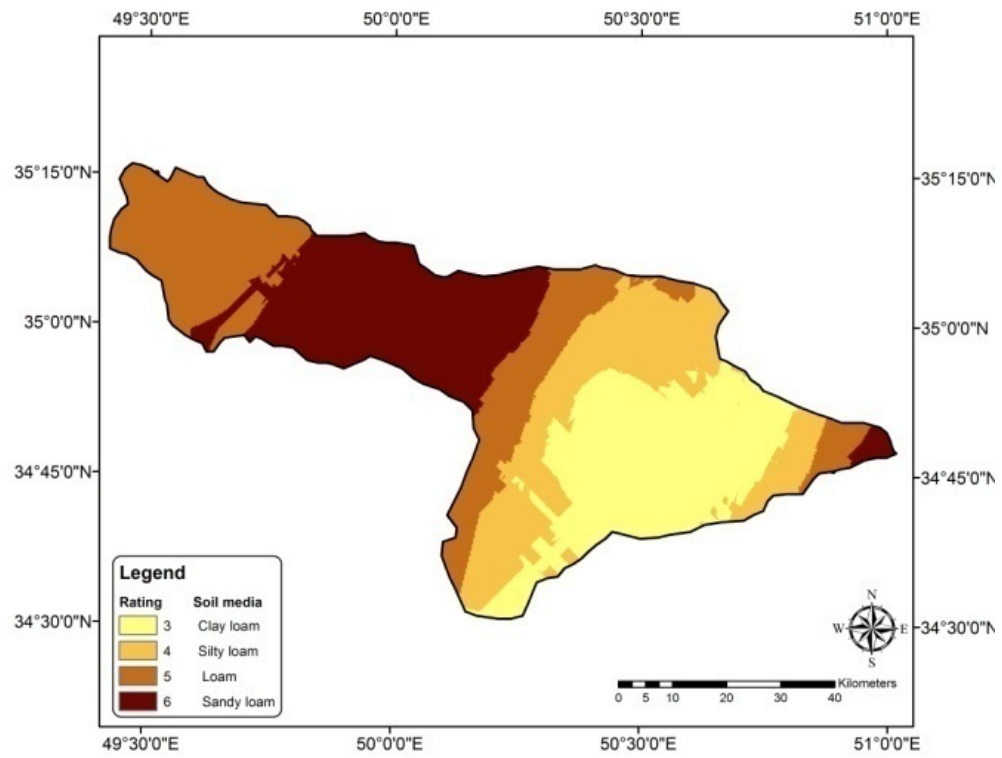 49°30'0"E 50°0'0"E 50°30'0"E 51°0'0"E
35°15'0"N 35°15'0"N
35°0'0"N 35°0'0"N
34°45'0"N 34°45'0"N
34°30'0"N 34°30'0"N
Legend
Rating Soil media
3 Clay loam
4 Silty loam
5 Loam
6 Sandy loam
N
W E
S
Kilometers
0 5 10 20 30 40
49°30'0"E 50°0'0"E 50°30'0"E 51°0'0"E